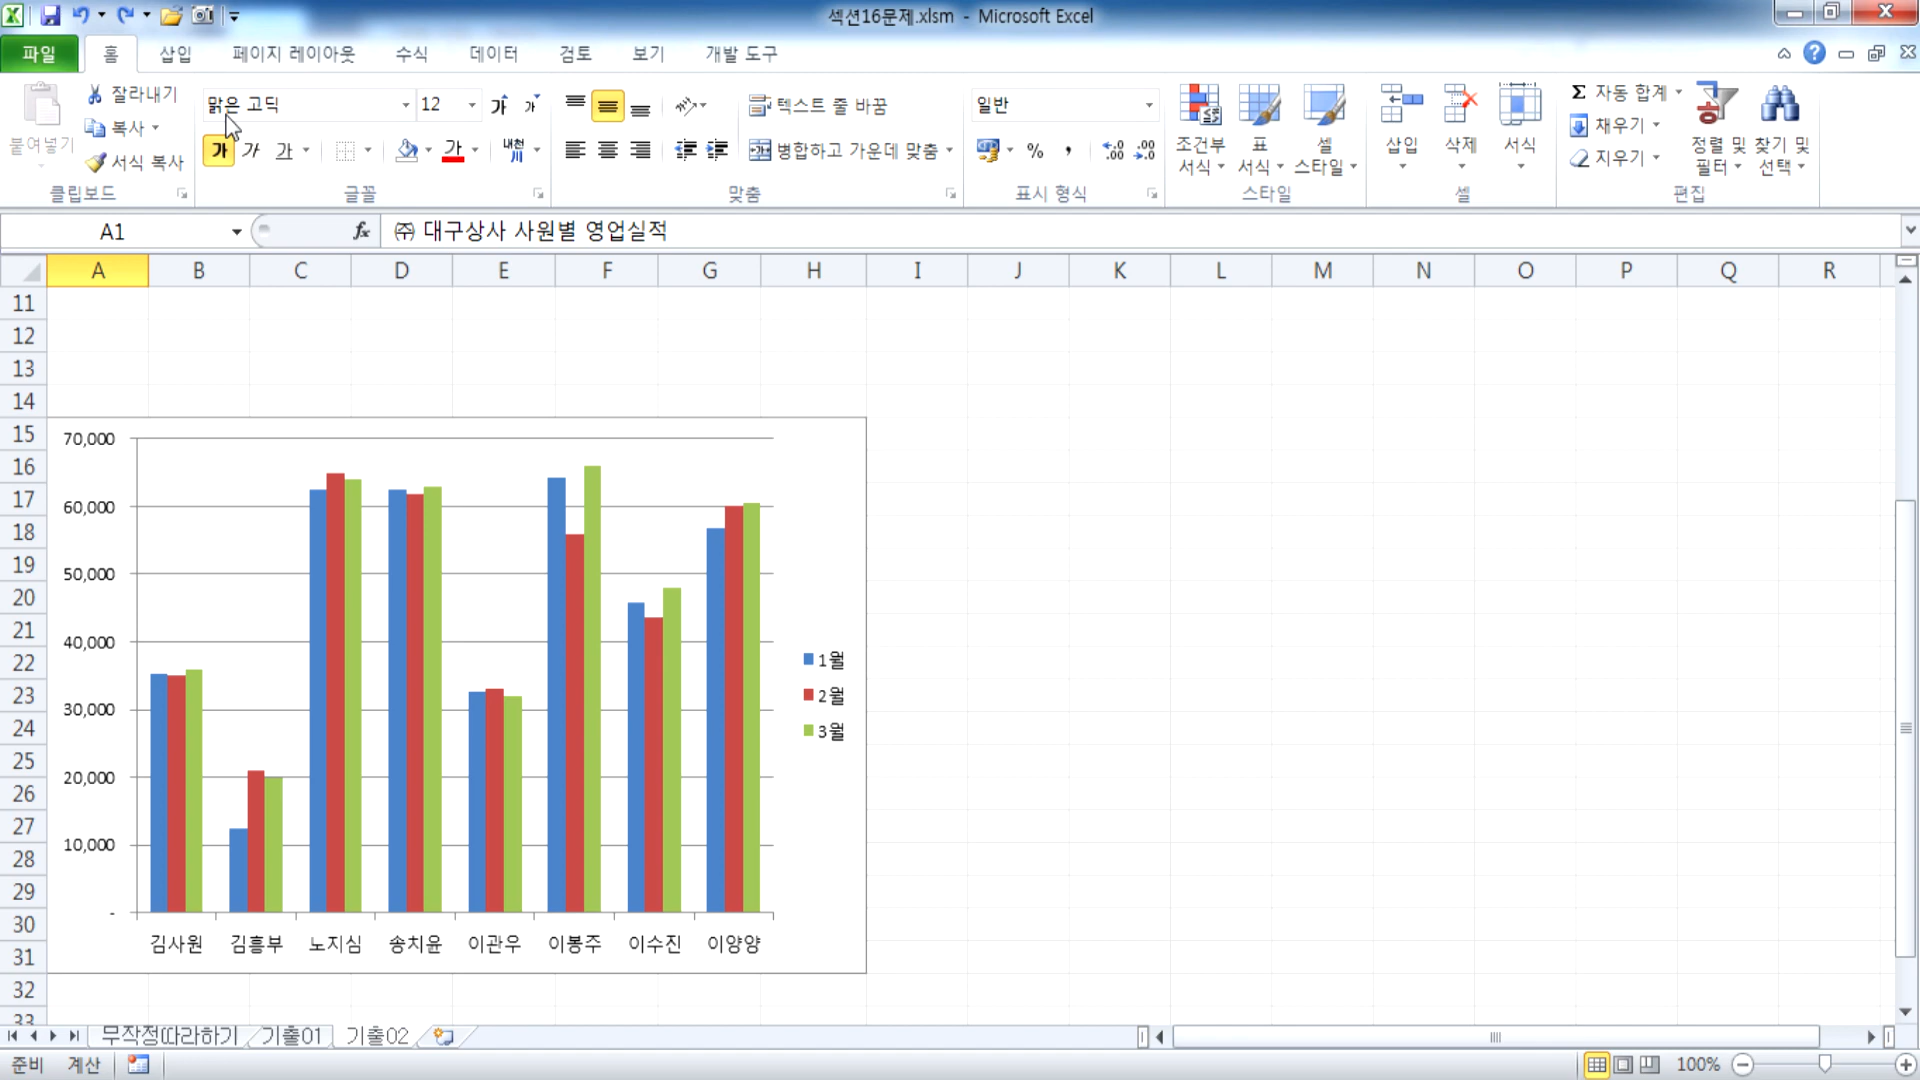 섹션16문제.xlsm - Microsoft Excel
파일 홈 삽입 페이지 레이아웃 수식 데이터 검토 보기 개발 도구
붙여넣기
잘라내기
복사
서식 복사
클립보드
맑은 고딕 12 가 가
가 가 가 가 내천 川
글꼴
텍스트 줄 바꿈
병합하고 가운데 맞춤
맞춤
일반
% , .0 .00 .00 .0
표시 형식
조건부 서식
표 서식
셀 스타일
스타일
삽입 삭제 서식
셀
Σ 자동 합계
채우기
지우기
정렬 및 필터
찾기 및 선택
편집
A1 fx ㈜ 대구상사 사원별 영업실적
A B C D E F G H I J K L M N O P Q R
11
12
13
14
15
16
17
18
19
20
21
22
23
24
25
26
27
28
29
30
31
32
33
70,000
60,000
50,000
40,000
30,000
20,000
10,000
-
김사원 김흥부 노지심 송치윤 이관우 이봉주 이수진 이양양
1월
2월
3월
무작정따라하기 기출01 기출02
준비 계산 100%